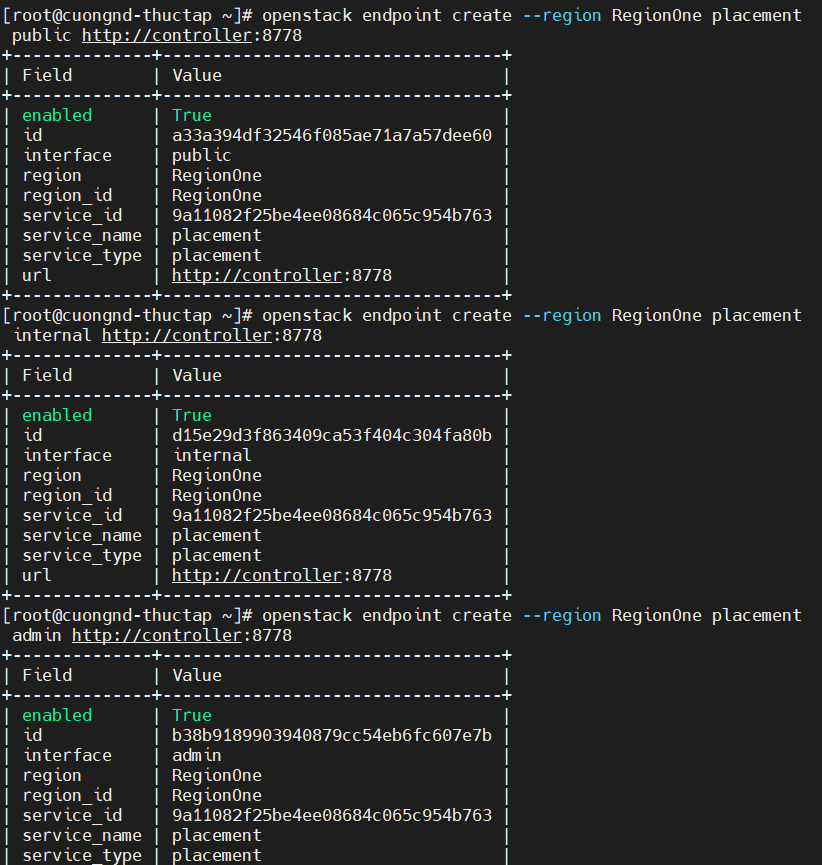 [root@cuongnd-thuctap ~]# openstack endpoint create --region RegionOne placement
 public http://controller:8778
+--------------+----------------------------------+
| Field        | Value                            |
+--------------+----------------------------------+
| enabled      | True                             |
| id           | a33a394df32546f085ae71a7a57dee60 |
| interface    | public                           |
| region       | RegionOne                        |
| region_id    | RegionOne                        |
| service_id   | 9a11082f25be4ee08684c065c954b763 |
| service_name | placement                        |
| service_type | placement                        |
| url          | http://controller:8778           |
+--------------+----------------------------------+
[root@cuongnd-thuctap ~]# openstack endpoint create --region RegionOne placement
 internal http://controller:8778
+--------------+----------------------------------+
| Field        | Value                            |
+--------------+----------------------------------+
| enabled      | True                             |
| id           | d15e29d3f863409ca53f404c304fa80b |
| interface    | internal                         |
| region       | RegionOne                        |
| region_id    | RegionOne                        |
| service_id   | 9a11082f25be4ee08684c065c954b763 |
| service_name | placement                        |
| service_type | placement                        |
| url          | http://controller:8778           |
+--------------+----------------------------------+
[root@cuongnd-thuctap ~]# openstack endpoint create --region RegionOne placement
 admin http://controller:8778
+--------------+----------------------------------+
| Field        | Value                            |
+--------------+----------------------------------+
| enabled      | True                             |
| id           | b38b9189903940879cc54eb6fc607e7b |
| interface    | admin                            |
| region       | RegionOne                        |
| region_id    | RegionOne                        |
| service_id   | 9a11082f25be4ee08684c065c954b763 |
| service_name | placement                        |
| service_type | placement                        |